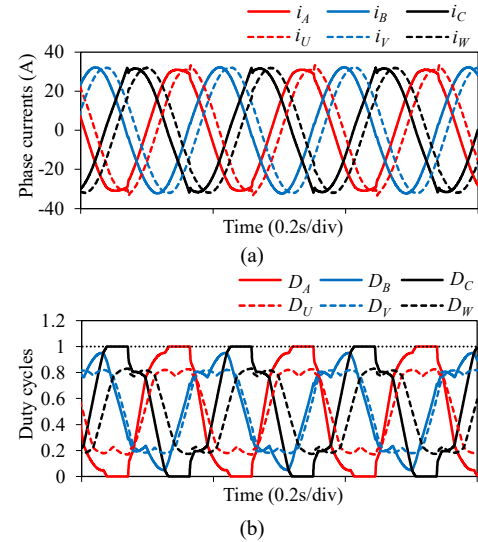 i_A i_B i_C
i_U i_V i_W
40
20
0
-20
-40
Phase currents (A)
Time (0.2s/div)
(a)
D_A D_B D_C
D_U D_V D_W
1.2
1
0.8
0.6
0.4
0.2
0
Duty cycles
Time (0.2s/div)
(b)